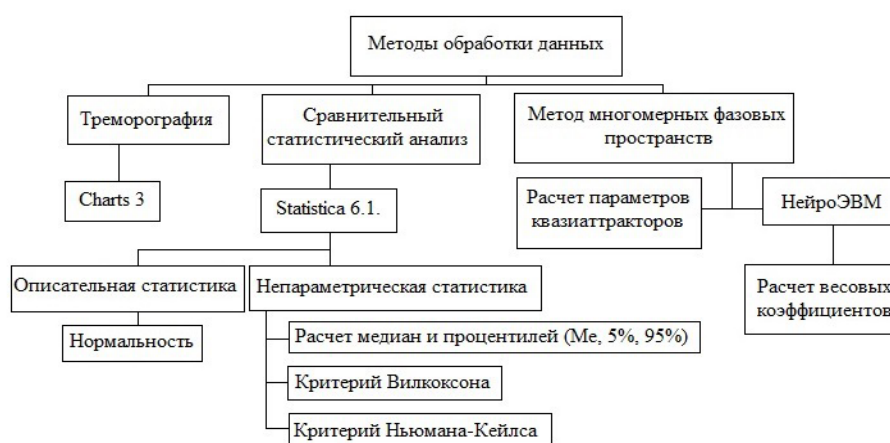 Методы обработки данных
Треморография
Сравнительный
статистический анализ
Метод многомерных фазовых
пространств
Charts 3
Statistica 6.1.
Расчет параметров
квазиаттракторов
НейроЭВМ
Описательная статистика
Непараметрическая статистика
Расчет весовых
коэффициентов
Нормальность
Расчет медиан и процентилей (Me, 5%, 95%)
Критерий Вилкоксона
Критерий Ньюмана-Кейлса